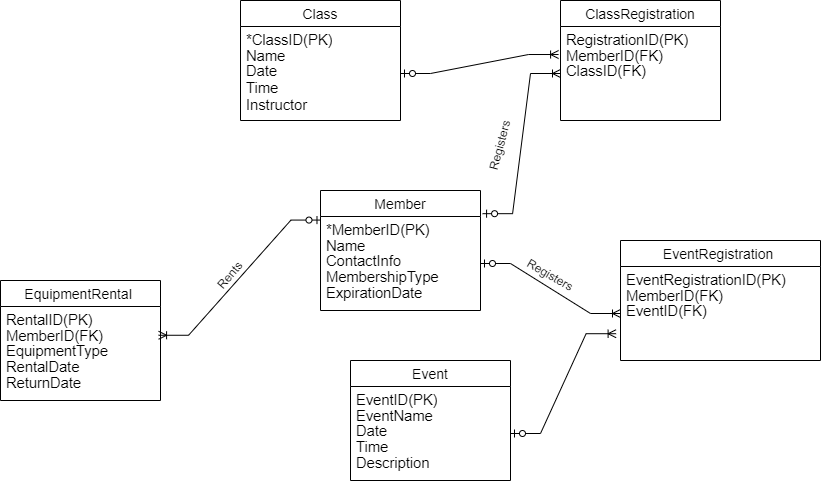 Class
*ClassID(PK)
Name
Date
Time
Instructor
ClassRegistration
RegistrationID(PK)
MemberID(FK)
ClassID(FK)
Registers
Member
*MemberID(PK)
Name
ContactInfo
MembershipType
ExpirationDate
Rents
Registers
EventRegistration
EventRegistrationID(PK)
MemberID(FK)
EventID(FK)
EquipmentRental
RentalID(PK)
MemberID(FK)
EquipmentType
RentalDate
ReturnDate
Event
EventID(PK)
EventName
Date
Time
Description